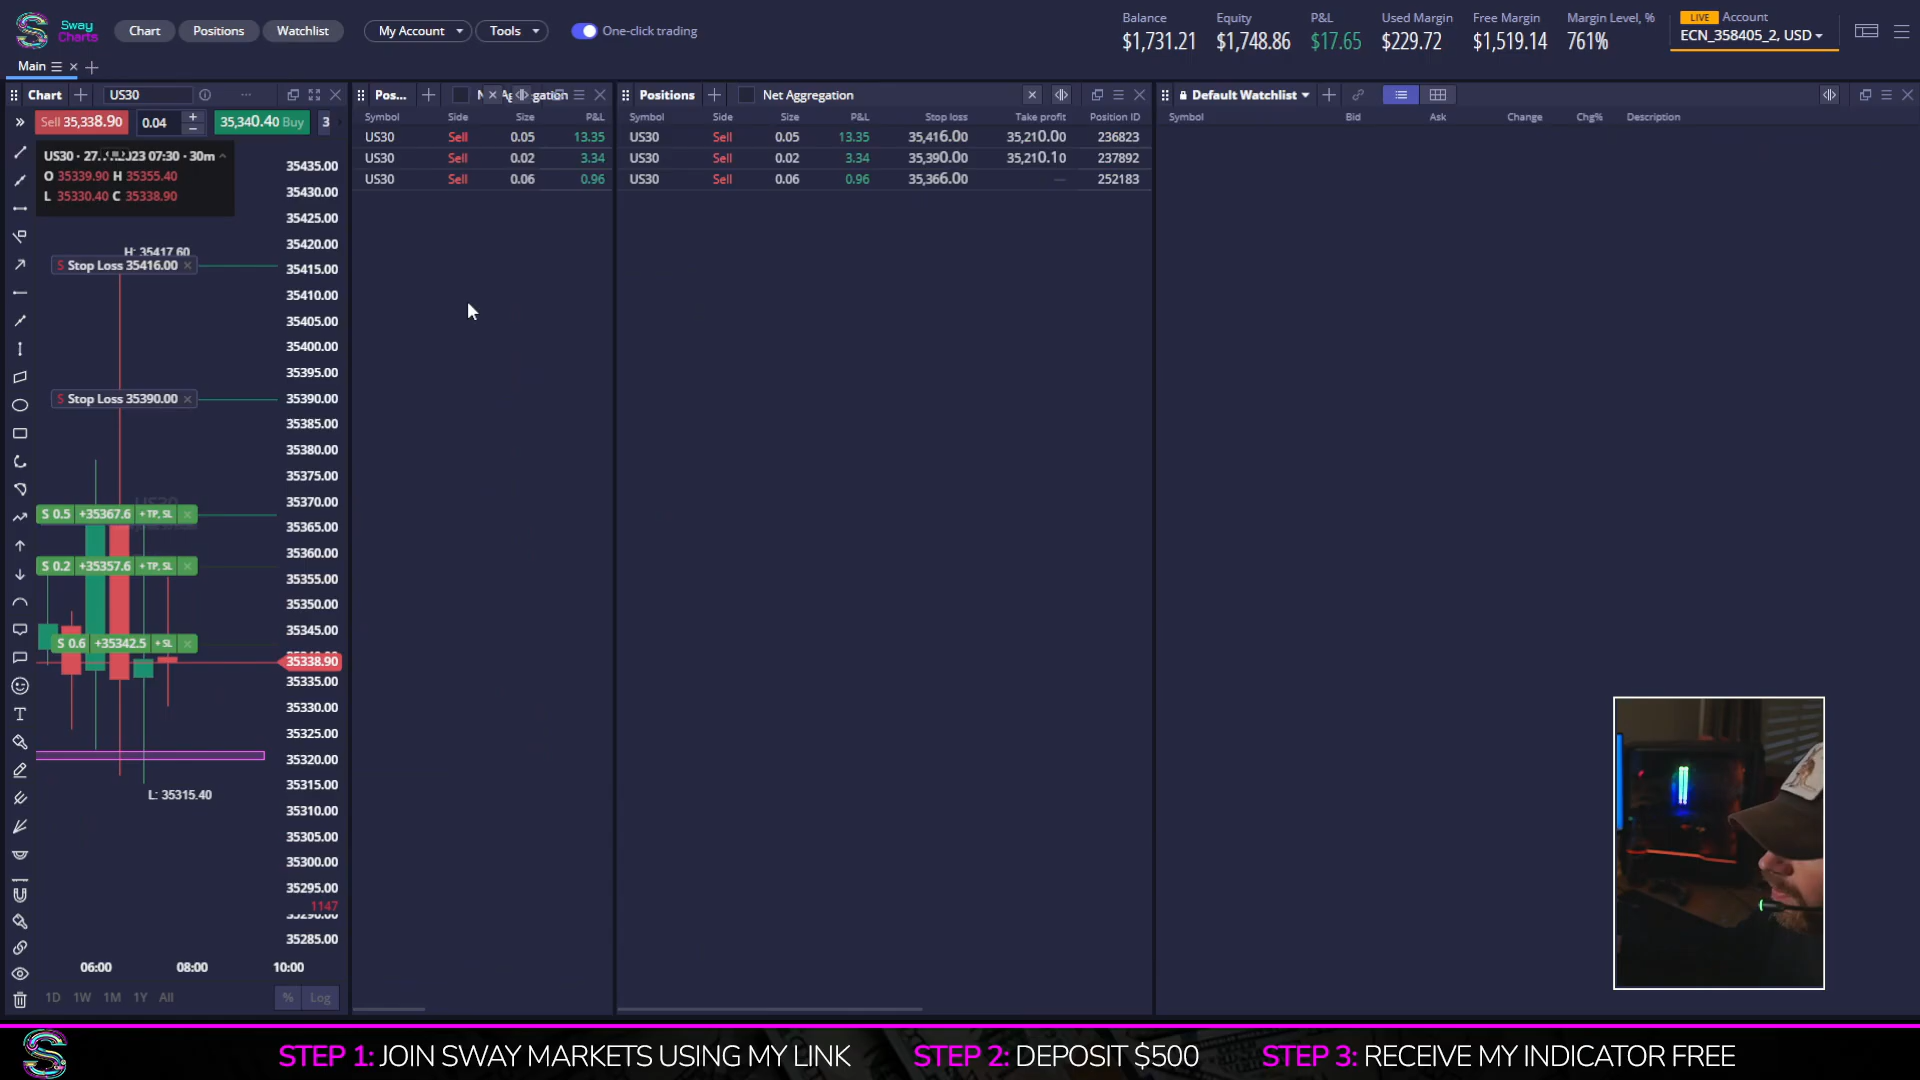 Sway Charts
Chart
Positions
Watchlist
My Account
Tools
One-click trading
Balance
$1,731.21
Equity
$1,748.86
P&L
$17.65
Used Margin
$229.72
Free Margin
$1,519.14
Margin Level, %
761%
LIVE Account
ECN_358405_2, USD
Main
Chart
US30
Sell 35,338.90
0.04
35,340.40 Buy
3
O 35339.90 H 35355.40
L 35330.40 C 35338.90
H: 35417.60
S Stop Loss 35416.00
S Stop Loss 35390.00
US30
S 0.5 +35367.6 + TP, SL
S 0.2 +35357.6 + TP, SL
S 0.6 +35342.5 + SL
L: 35315.40
35435.00
35430.00
35425.00
35420.00
35415.00
35410.00
35405.00
35400.00
35395.00
35390.00
35385.00
35380.00
35375.00
35370.00
35365.00
35360.00
35355.00
35350.00
35345.00
35338.90
35335.00
35330.00
35325.00
35320.00
35315.00
35310.00
35305.00
35300.00
35295.00
1147
35285.00
06:00 08:00 10:00
1D 1W 1M 1Y All % Log
Pos...
Symbol Side Size P&L
US30 Sell 0.05 13.35
US30 Sell 0.02 3.34
US30 Sell 0.06 0.96
Positions
Net Aggregation
Symbol Side Size P&L Stop loss Take profit Position ID
US30 Sell 0.05 13.35 35,416.00 35,210.00 236823
US30 Sell 0.02 3.34 35,390.00 35,210.10 237892
US30 Sell 0.06 0.96 35,366.00 — 252183
Default Watchlist
Symbol Bid Ask Change Chg% Description
STEP 1: JOIN SWAY MARKETS USING MY LINK
STEP 2: DEPOSIT $500
STEP 3: RECEIVE MY INDICATOR FREE